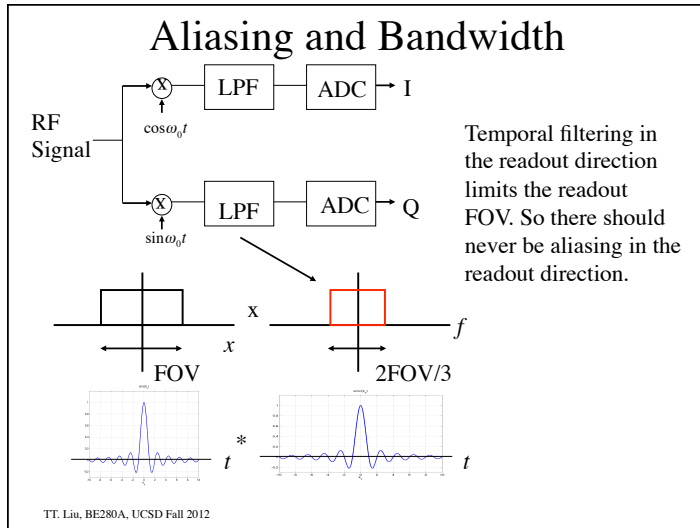 Aliasing and Bandwidth
x
LPF
ADC
I
cosω₀t
RF
Signal
x
LPF
ADC
Q
sinω₀t
Temporal filtering in
the readout direction
limits the readout
FOV. So there should
never be aliasing in the
readout direction.
x
x
f
FOV
2FOV/3
t
*
t
TT. Liu, BE280A, UCSD Fall 2012